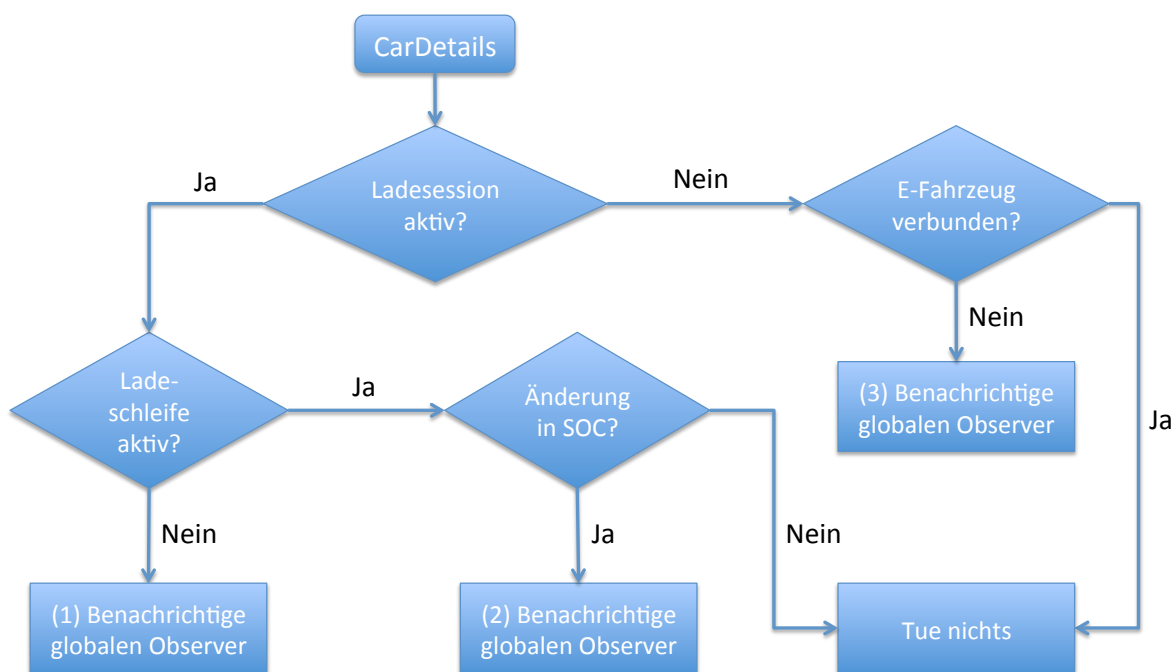 CarDetails
Ja
Ladesession
aktiv?
Nein
E-Fahrzeug
verbunden?
Lade-
schleife
aktiv?
Ja
Änderung
in SOC?
Nein
(3) Benachrichtige
globalen Observer
Ja
Nein
Ja
Nein
(1) Benachrichtige
globalen Observer
(2) Benachrichtige
globalen Observer
Tue nichts